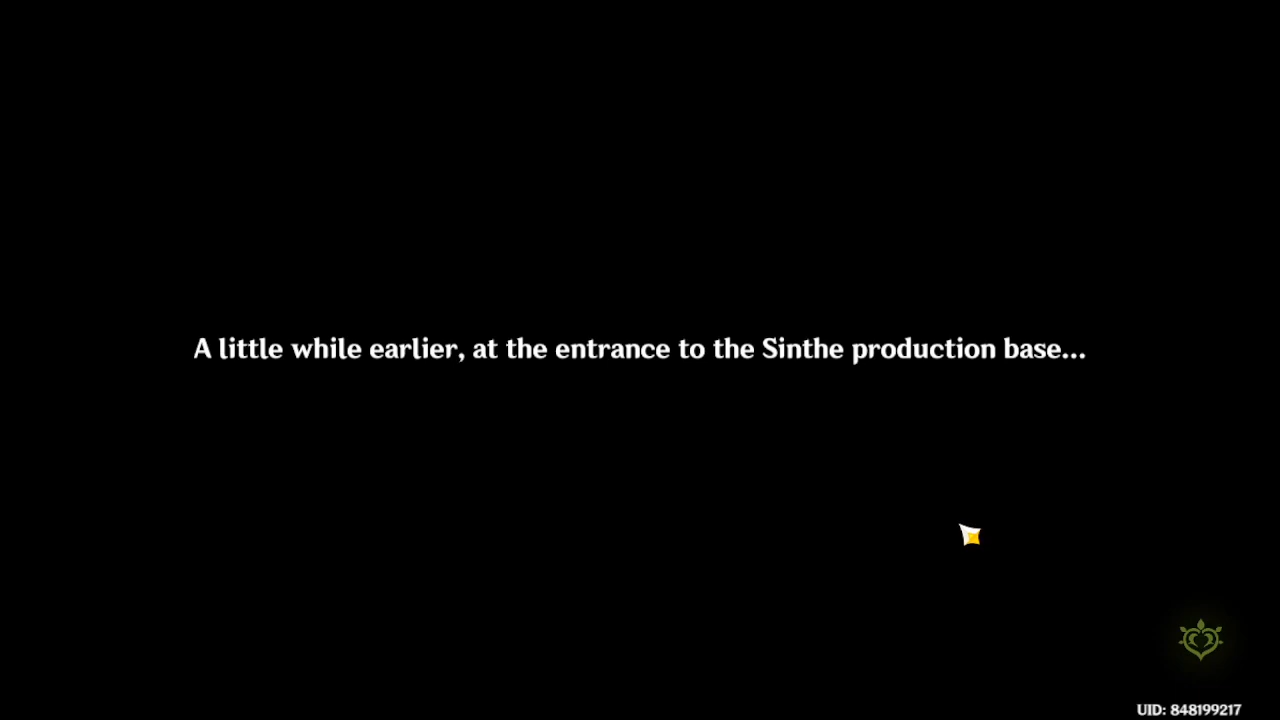 A little while earlier, at the entrance to the Sinthe production base...
UID: 848199217